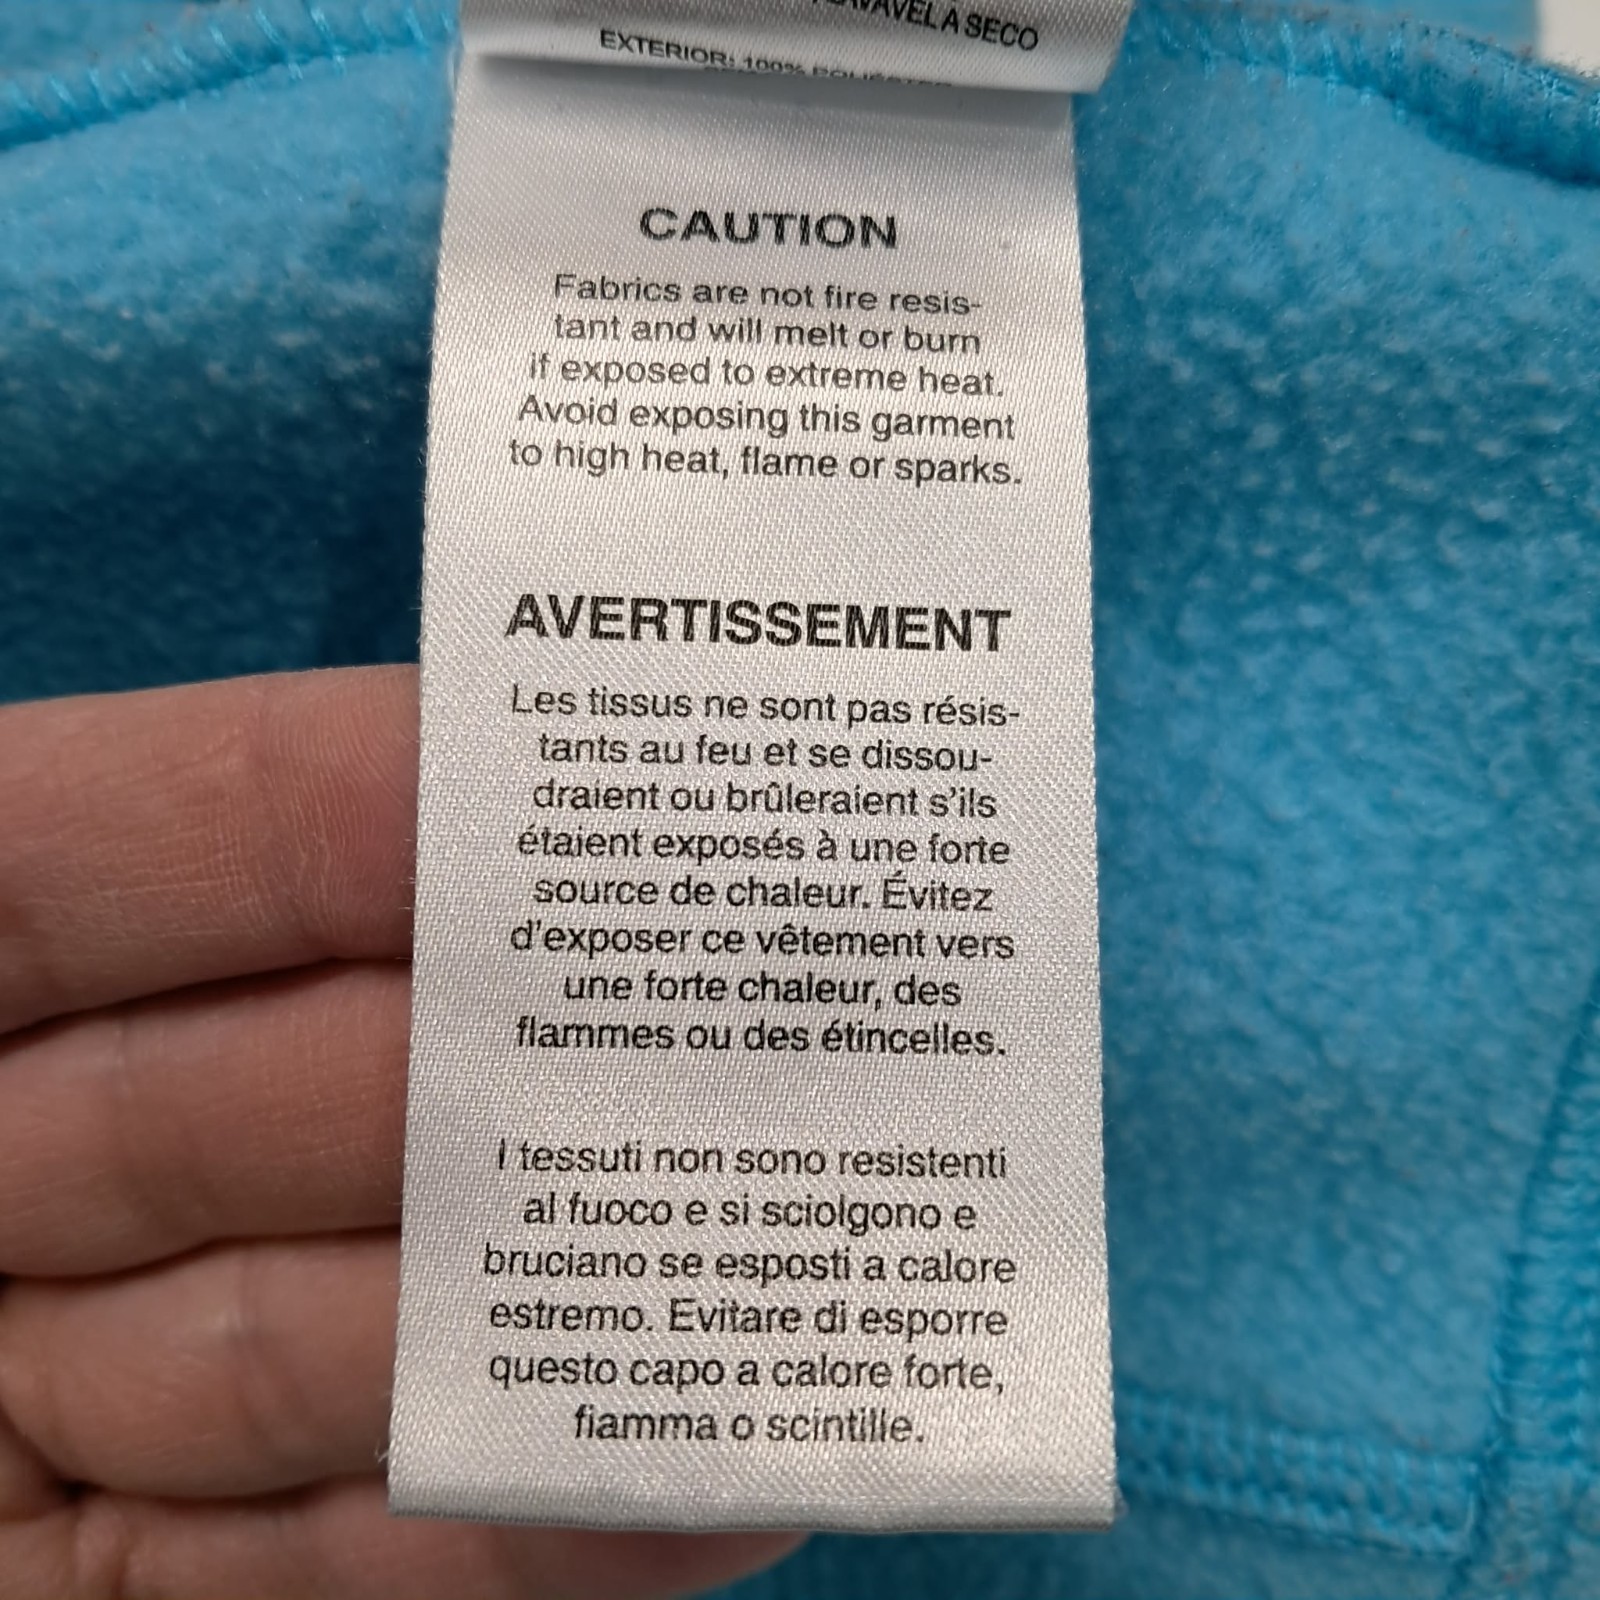 LAVÁVEL A SECO
EXTERIOR: 100% POLIÉSTER
CAUTION
Fabrics are not fire resis-
tant and will melt or burn
if exposed to extreme heat.
Avoid exposing this garment
to high heat, flame or sparks.
AVERTISSEMENT
Les tissus ne sont pas résis-
tants au feu et se dissou-
draient ou brûleraient s'ils
étaient exposés à une forte
source de chaleur. Évitez
d'exposer ce vêtement vers
une forte chaleur, des
flammes ou des étincelles.
I tessuti non sono resistenti
al fuoco e si sciolgono e
bruciano se esposti a calore
estremo. Evitare di esporre
questo capo a calore forte,
fiamma o scintille.